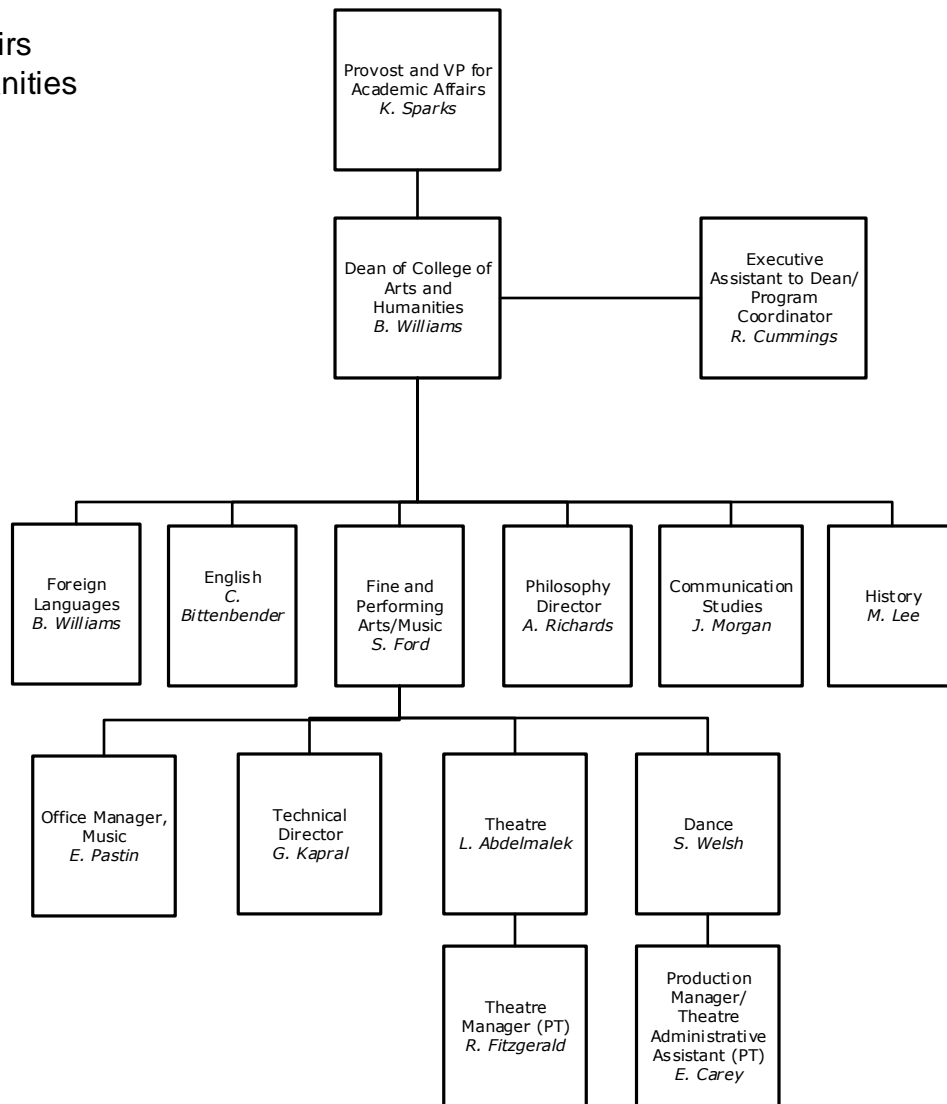 irs
nities
Provost and VP for
Academic Affairs
K. Sparks
Dean of College of
Arts and
Humanities
B. Williams
Executive
Assistant to Dean/
Program
Coordinator
R. Cummings
Foreign
Languages
B. Williams
English
C.
Bittenbender
Fine and
Performing
Arts/Music
S. Ford
Philosophy
Director
A. Richards
Communication
Studies
J. Morgan
History
M. Lee
Office Manager,
Music
E. Pastin
Technical
Director
G. Kapral
Theatre
L. Abdelmalek
Dance
S. Welsh
Theatre
Manager (PT)
R. Fitzgerald
Production
Manager/
Theatre
Administrative
Assistant (PT)
E. Carey